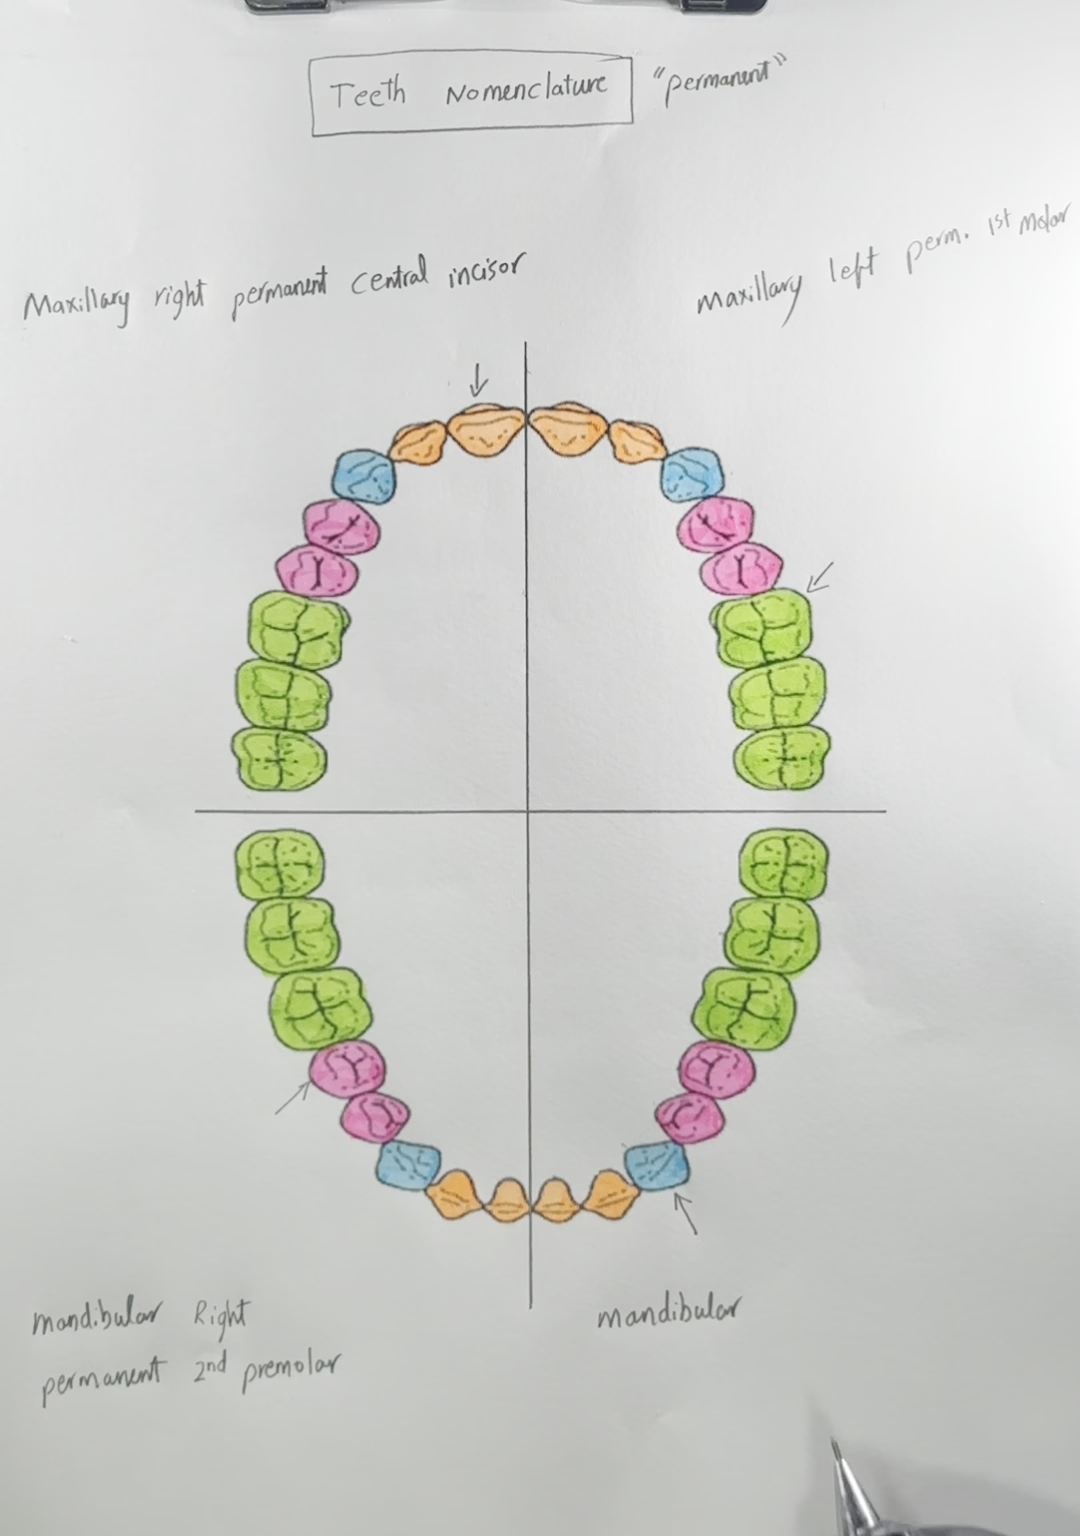 Teeth Nomenclature "permanent"
Maxillary right permanent central incisor
maxillary left perm. 1st Molar
mandibular Right
permanent 2nd premolar
mandibular